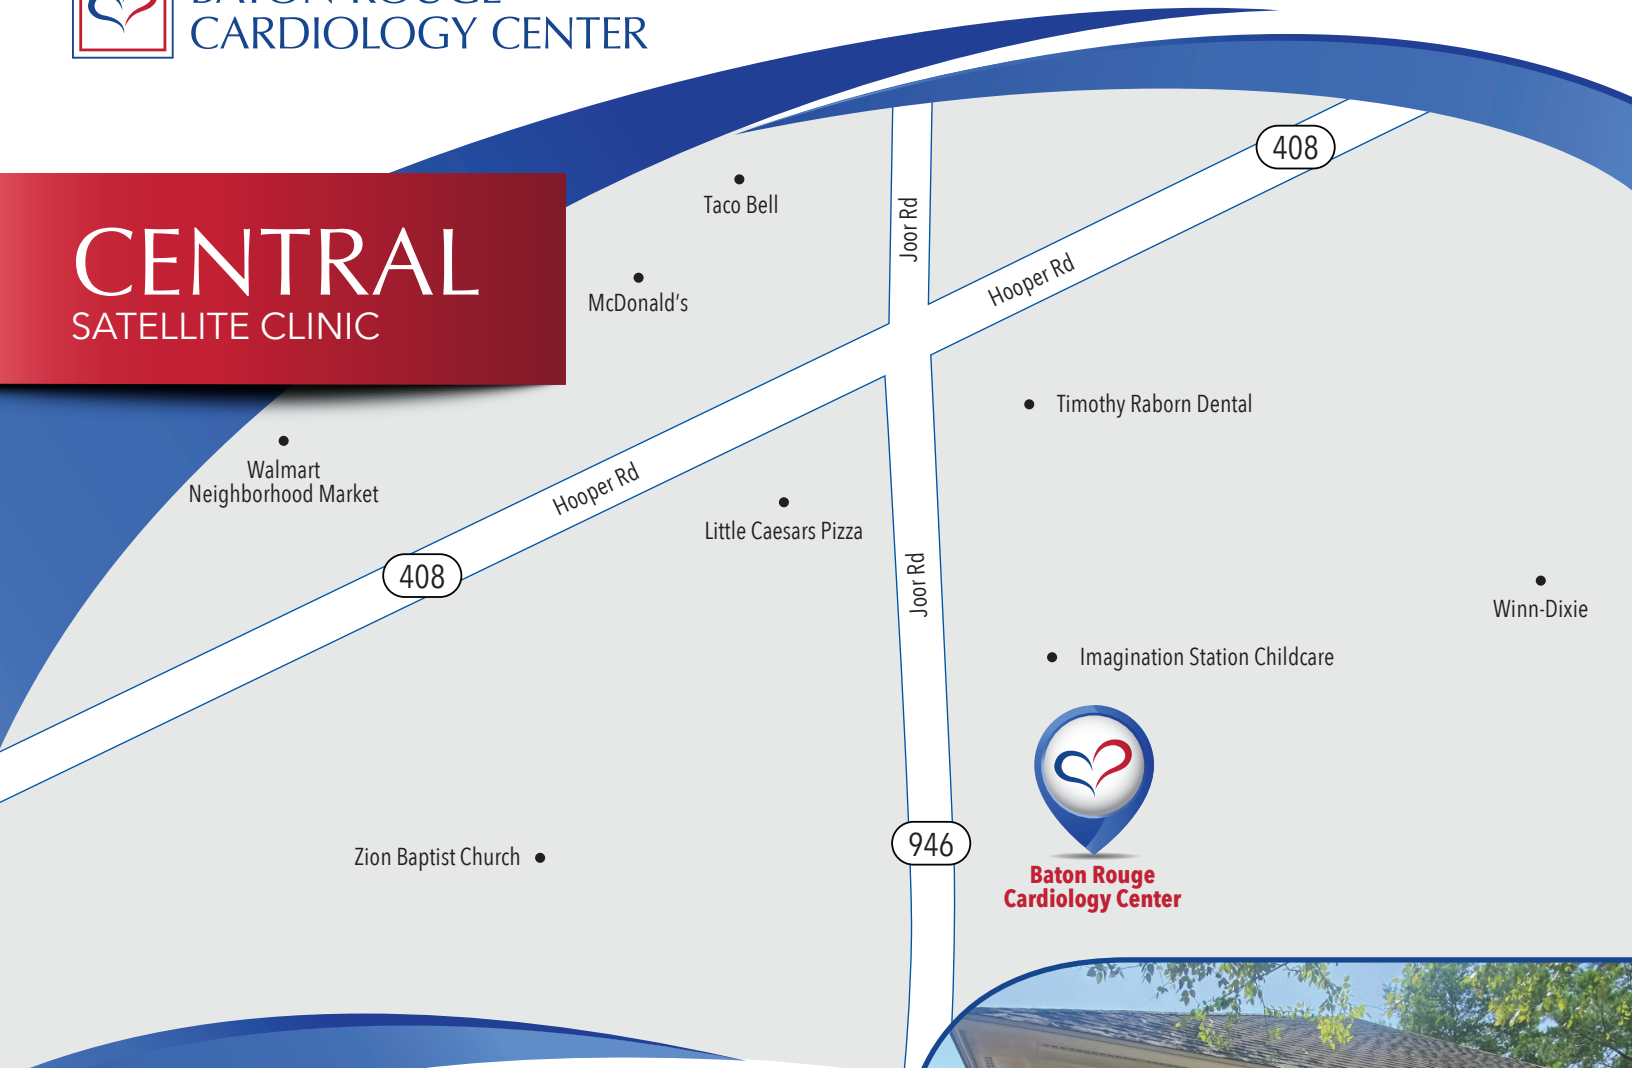 BATON ROUGE
CARDIOLOGY CENTER
408
Taco Bell
Joor Rd
CENTRAL
SATELLITE CLINIC
Hooper Rd
McDonald's
Timothy Raborn Dental
Walmart
Neighborhood Market
Hooper Rd
Little Caesars Pizza
408
Joor Rd
Winn-Dixie
Imagination Station Childcare
946
Zion Baptist Church
Baton Rouge
Cardiology Center